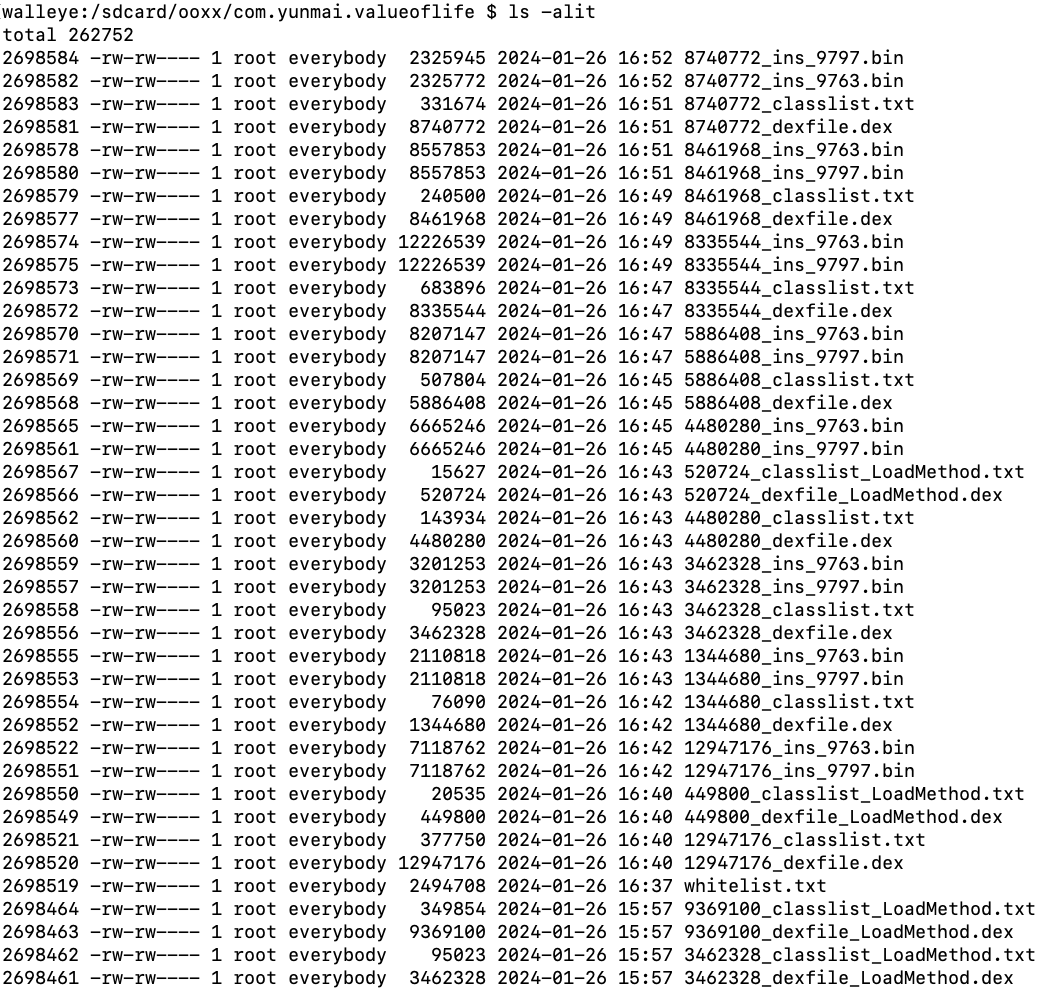 walleye:/sdcard/ooxx/com.yunmai.valueoflife $ ls -alit
total 262752
2698584 -rw-rw---- 1 root everybody  2325945 2024-01-26 16:52 8740772_ins_9797.bin
2698582 -rw-rw---- 1 root everybody  2325772 2024-01-26 16:52 8740772_ins_9763.bin
2698583 -rw-rw---- 1 root everybody   331674 2024-01-26 16:51 8740772_classlist.txt
2698581 -rw-rw---- 1 root everybody  8740772 2024-01-26 16:51 8740772_dexfile.dex
2698578 -rw-rw---- 1 root everybody  8557853 2024-01-26 16:51 8461968_ins_9763.bin
2698580 -rw-rw---- 1 root everybody  8557853 2024-01-26 16:51 8461968_ins_9797.bin
2698579 -rw-rw---- 1 root everybody   240500 2024-01-26 16:49 8461968_classlist.txt
2698577 -rw-rw---- 1 root everybody  8461968 2024-01-26 16:49 8461968_dexfile.dex
2698574 -rw-rw---- 1 root everybody 12226539 2024-01-26 16:49 8335544_ins_9763.bin
2698575 -rw-rw---- 1 root everybody 12226539 2024-01-26 16:49 8335544_ins_9797.bin
2698573 -rw-rw---- 1 root everybody   683896 2024-01-26 16:47 8335544_classlist.txt
2698572 -rw-rw---- 1 root everybody  8335544 2024-01-26 16:47 8335544_dexfile.dex
2698570 -rw-rw---- 1 root everybody  8207147 2024-01-26 16:47 5886408_ins_9763.bin
2698571 -rw-rw---- 1 root everybody  8207147 2024-01-26 16:47 5886408_ins_9797.bin
2698569 -rw-rw---- 1 root everybody   507804 2024-01-26 16:45 5886408_classlist.txt
2698568 -rw-rw---- 1 root everybody  5886408 2024-01-26 16:45 5886408_dexfile.dex
2698565 -rw-rw---- 1 root everybody  6665246 2024-01-26 16:45 4480280_ins_9763.bin
2698561 -rw-rw---- 1 root everybody  6665246 2024-01-26 16:45 4480280_ins_9797.bin
2698567 -rw-rw---- 1 root everybody    15627 2024-01-26 16:43 520724_classlist_LoadMethod.txt
2698566 -rw-rw---- 1 root everybody   520724 2024-01-26 16:43 520724_dexfile_LoadMethod.dex
2698562 -rw-rw---- 1 root everybody   143934 2024-01-26 16:43 4480280_classlist.txt
2698560 -rw-rw---- 1 root everybody  4480280 2024-01-26 16:43 4480280_dexfile.dex
2698559 -rw-rw---- 1 root everybody  3201253 2024-01-26 16:43 3462328_ins_9763.bin
2698557 -rw-rw---- 1 root everybody  3201253 2024-01-26 16:43 3462328_ins_9797.bin
2698558 -rw-rw---- 1 root everybody    95023 2024-01-26 16:43 3462328_classlist.txt
2698556 -rw-rw---- 1 root everybody  3462328 2024-01-26 16:43 3462328_dexfile.dex
2698555 -rw-rw---- 1 root everybody  2110818 2024-01-26 16:43 1344680_ins_9763.bin
2698553 -rw-rw---- 1 root everybody  2110818 2024-01-26 16:43 1344680_ins_9797.bin
2698554 -rw-rw---- 1 root everybody    76090 2024-01-26 16:42 1344680_classlist.txt
2698552 -rw-rw---- 1 root everybody  1344680 2024-01-26 16:42 1344680_dexfile.dex
2698522 -rw-rw---- 1 root everybody  7118762 2024-01-26 16:42 12947176_ins_9763.bin
2698551 -rw-rw---- 1 root everybody  7118762 2024-01-26 16:42 12947176_ins_9797.bin
2698550 -rw-rw---- 1 root everybody    20535 2024-01-26 16:40 449800_classlist_LoadMethod.txt
2698549 -rw-rw---- 1 root everybody   449800 2024-01-26 16:40 449800_dexfile_LoadMethod.dex
2698521 -rw-rw---- 1 root everybody   377750 2024-01-26 16:40 12947176_classlist.txt
2698520 -rw-rw---- 1 root everybody 12947176 2024-01-26 16:40 12947176_dexfile.dex
2698519 -rw-rw---- 1 root everybody  2494708 2024-01-26 16:37 whitelist.txt
2698464 -rw-rw---- 1 root everybody   349854 2024-01-26 15:57 9369100_classlist_LoadMethod.txt
2698463 -rw-rw---- 1 root everybody  9369100 2024-01-26 15:57 9369100_dexfile_LoadMethod.dex
2698462 -rw-rw---- 1 root everybody    95023 2024-01-26 15:57 3462328_classlist_LoadMethod.txt
2698461 -rw-rw---- 1 root everybody  3462328 2024-01-26 15:57 3462328_dexfile_LoadMethod.dex